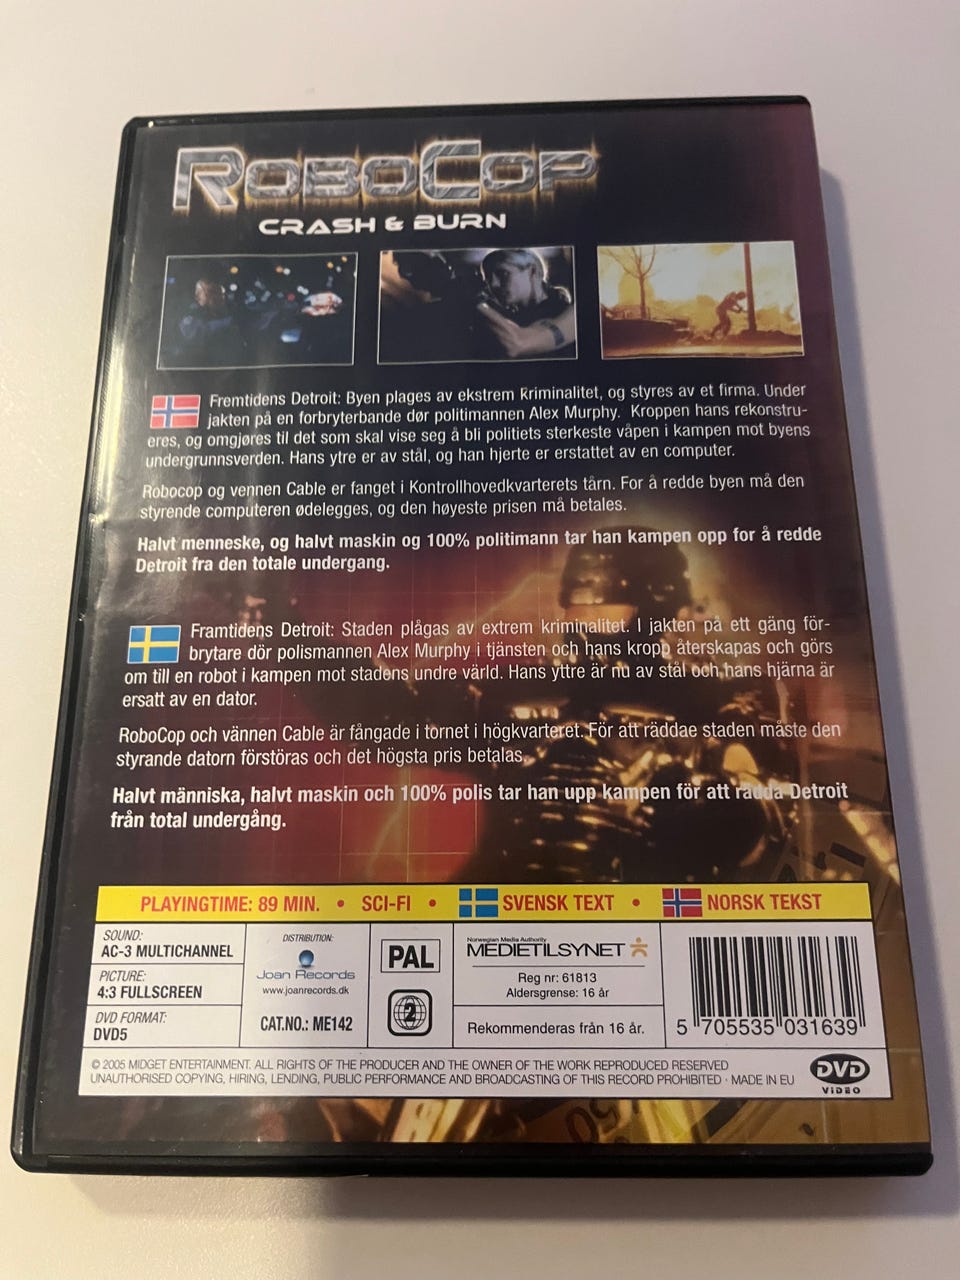 ROBOCOP
CRASH & BURN
Fremtidens Detroit: Byen plages av ekstrem kriminalitet, og styres av et firma. Under
jakten på en forbryterbande dør politimannen Alex Murphy. Kroppen hans rekonstru-
eres, og omgjøres til det som skal vise seg å bli politiets sterkeste våpen i kampen mot byens
undergrunnsverden. Hans ytre er av stål, og han hjerte er erstattet av en computer.
Robocop og vennen Cable er fanget i Kontrollhovedkvarterets tårn. For å redde byen må den
styrende computeren ødelegges, og den høyeste prisen må betales.
Halvt menneske, og halvt maskin og 100% politimann tar han kampen opp for å redde
Detroit fra den totale undergang.
Framtidens Detroit: Staden plågas av extrem kriminalitet. I jakten på ett gäng för-
brytare dör polismannen Alex Murphy i tjänsten och hans kropp återskapas och görs
om till en robot i kampen mot stadens undre värld. Hans yttre är nu av stål och hans hjärna är
ersatt av en dator.
RoboCop och vännen Cable är fångade i tornet i högkvarteret. För att räddae staden måste den
styrande datorn förstöras och det högsta pris betalas.
Halvt människa, halvt maskin och 100% polis tar han upp kampen för att rädda Detroit
från total undergång.
PLAYINGTIME: 89 MIN. • SCI-FI • SVENSK TEXT • NORSK TEKST
SOUND:
AC-3 MULTICHANNEL
PICTURE:
4:3 FULLSCREEN
DVD FORMAT:
DVD5
DISTRIBUTION:
Joan Records
www.joanrecords.dk
CAT.NO.: ME142
PAL
2
Norwegian Media Authority
MEDIETILSYNET
Reg nr: 61813
Aldersgrense: 16 år
Rekommenderas från 16 år.
5 705535 031639
© 2005 MIDGET ENTERTAINMENT. ALL RIGHTS OF THE PRODUCER AND THE OWNER OF THE WORK REPRODUCED RESERVED
UNAUTHORISED COPYING, HIRING, LENDING, PUBLIC PERFORMANCE AND BROADCASTING OF THIS RECORD PROHIBITED · MADE IN EU
DVD
VIDEO
50